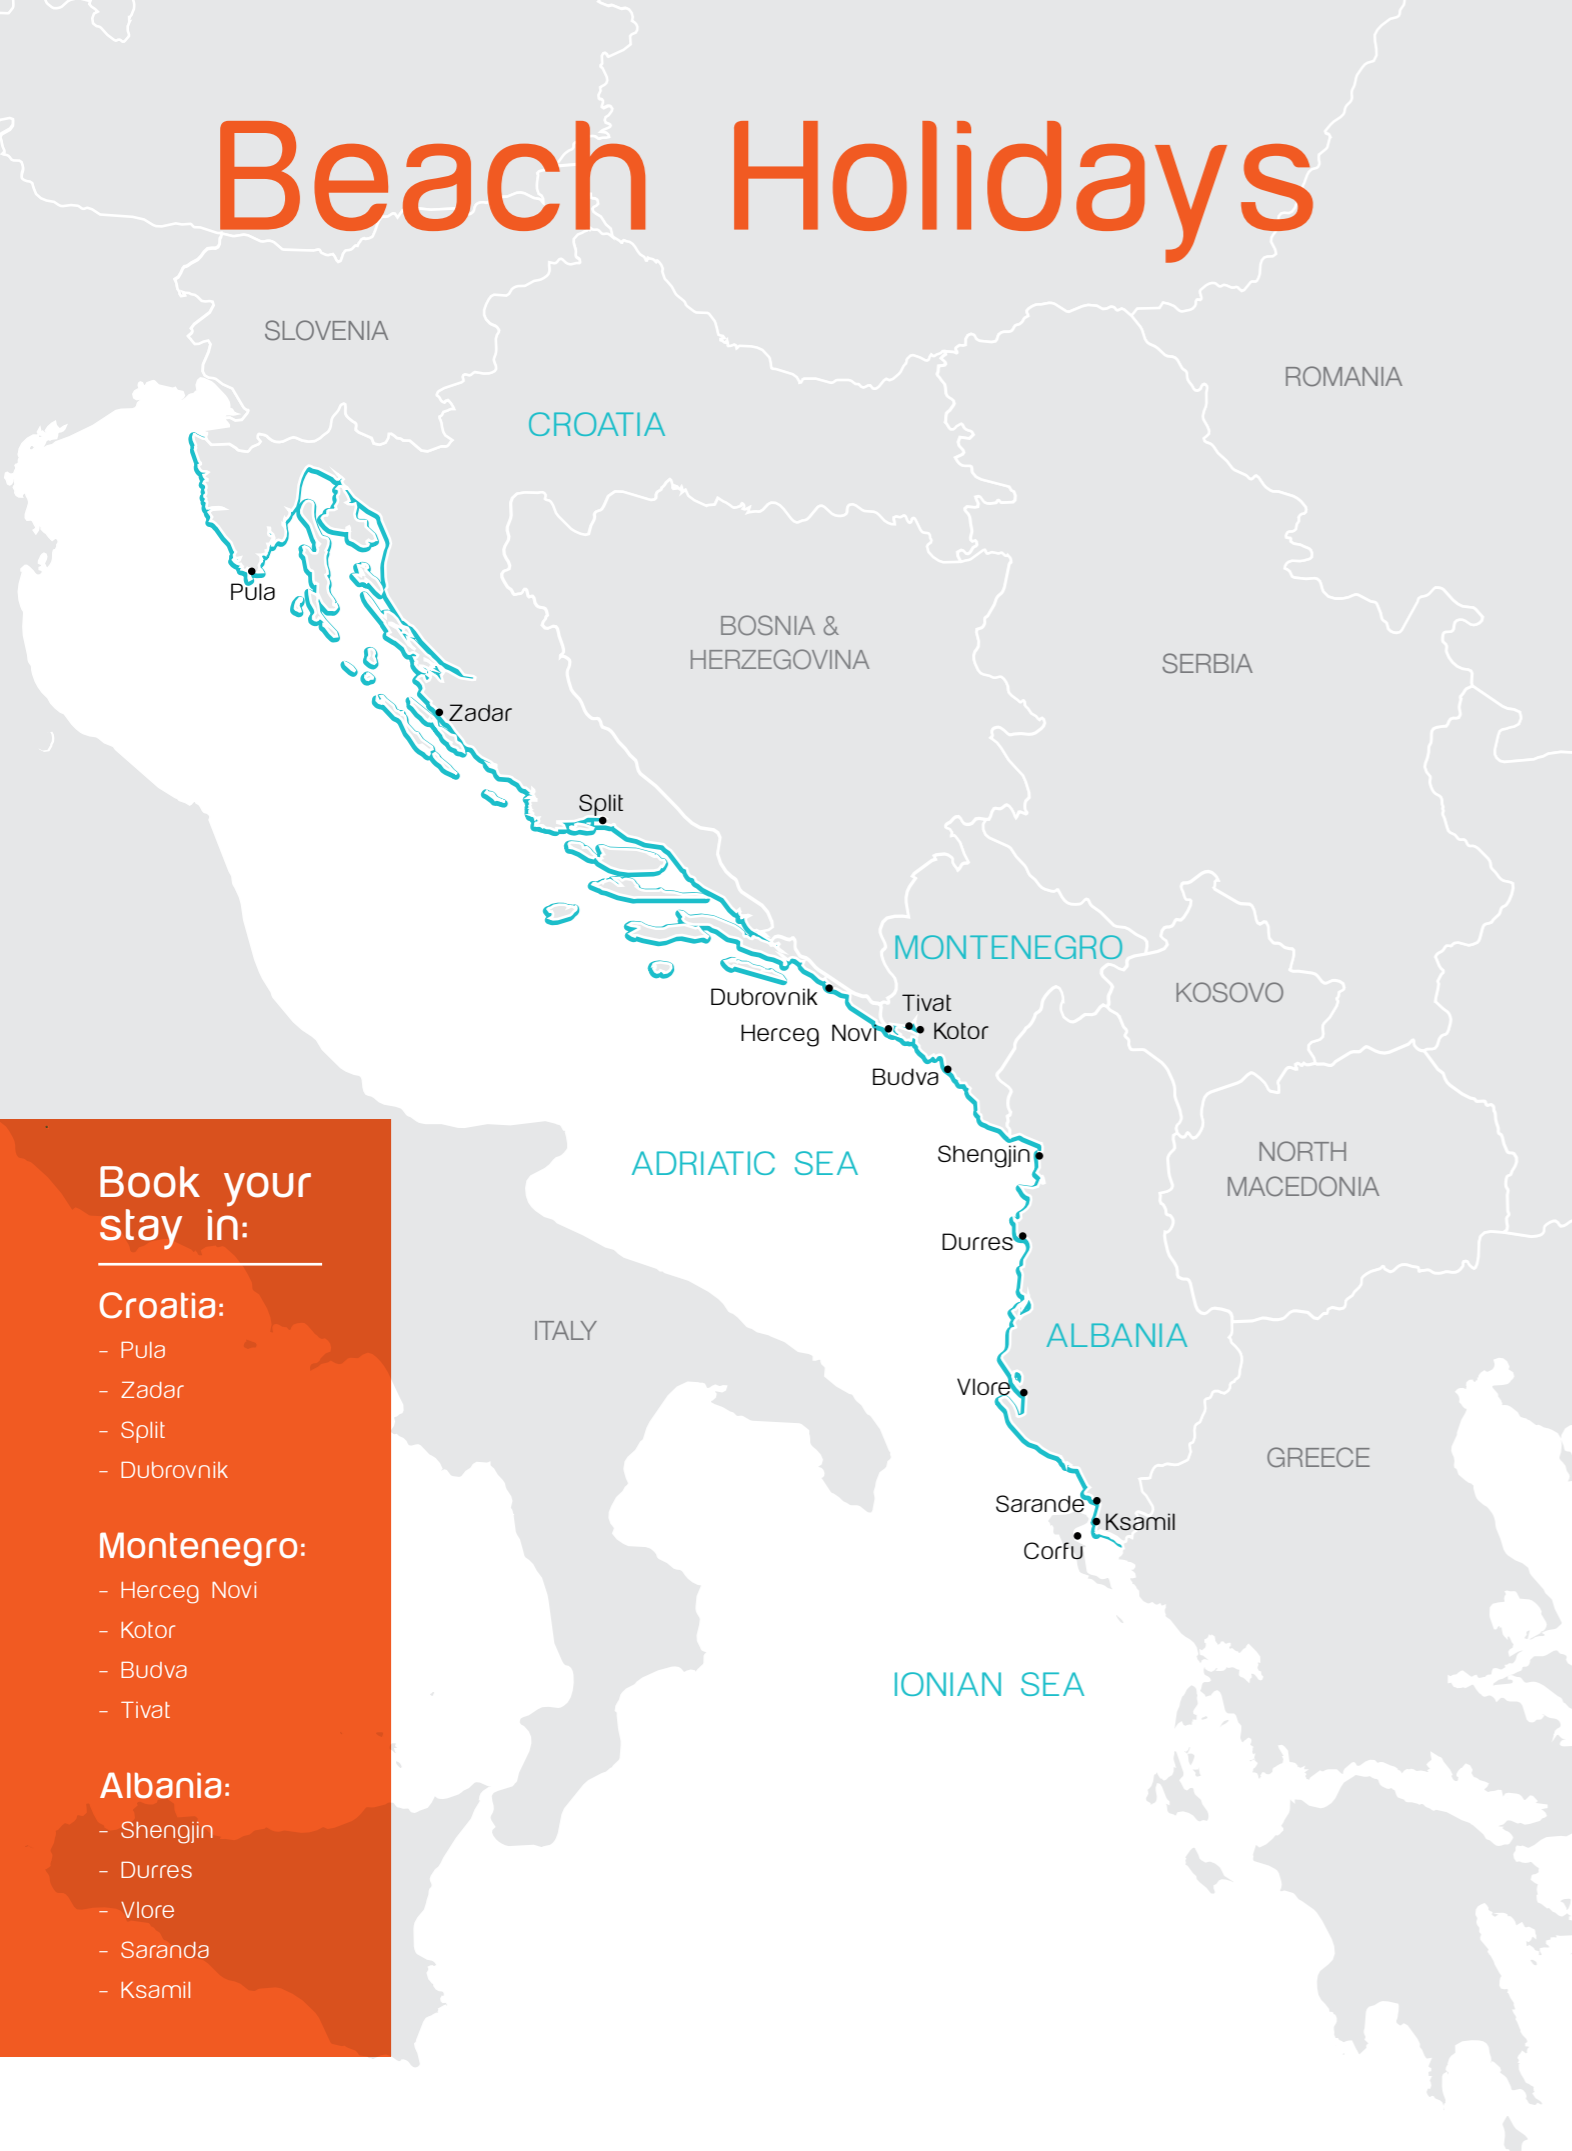 Beach Holidays
SLOVENIA
ROMANIA
CROATIA
Pula
BOSNIA &
HERZEGOVINA
SERBIA
Zadar
Split
MONTENEGRO
KOSOVO
Dubrovnik
Tivat
Herceg Novi
Kotor
Budva
ADRIATIC SEA
Shengjin
NORTH
MACEDONIA
Durres
ITALY
ALBANIA
Vlore
GREECE
Sarande
Ksamil
Corfu
IONIAN SEA
Book your
stay in:
Croatia:
- Pula
- Zadar
- Split
- Dubrovnik
Montenegro:
- Herceg Novi
- Kotor
- Budva
- Tivat
Albania:
- Shengjin
- Durres
- Vlore
- Saranda
- Ksamil